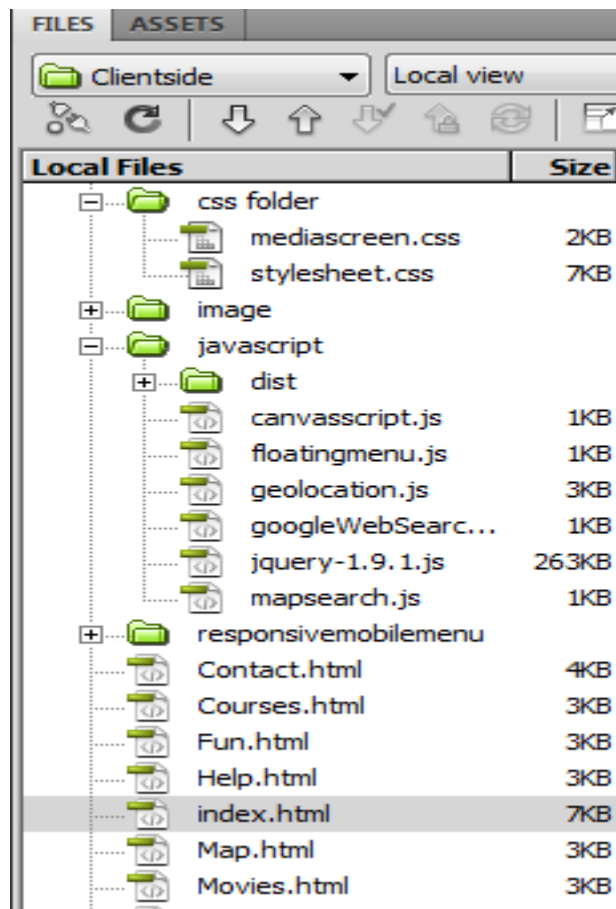 FILES ASSETS
Clientside Local view
Local Files Size
css folder
mediascreen.css 2KB
stylesheet.css 7KB
image
javascript
dist
canvasscript.js 1KB
floatingmenu.js 1KB
geolocation.js 3KB
googleWebSearc... 1KB
jquery-1.9.1.js 263KB
mapsearch.js 1KB
responsivemobilemenu
Contact.html 4KB
Courses.html 3KB
Fun.html 3KB
Help.html 3KB
index.html 7KB
Map.html 3KB
Movies.html 3KB